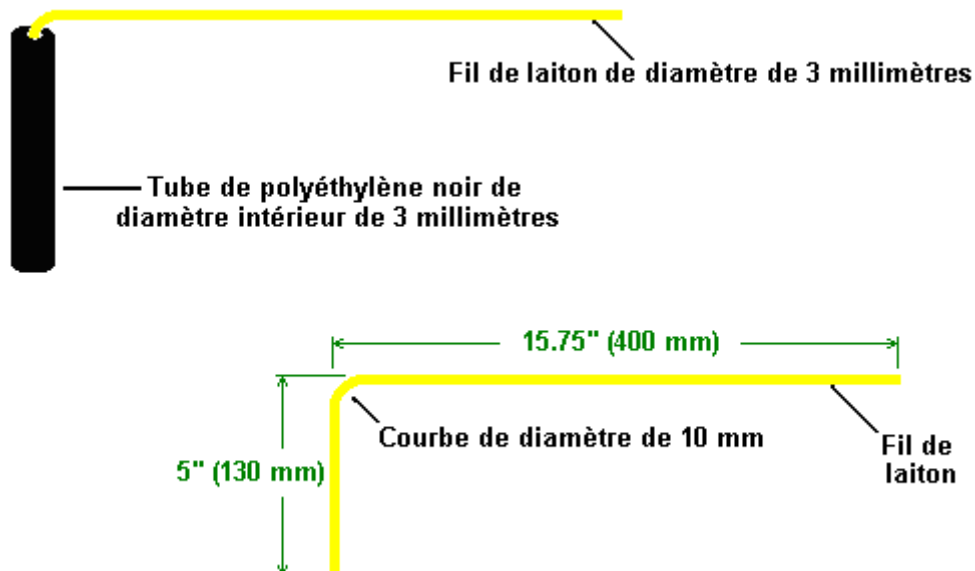 Fil de laiton de diamètre de 3 millimètres
Tube de polyéthylène noir de
diamètre intérieur de 3 millimètres
15.75" (400 mm)
Courbe de diamètre de 10 mm
Fil de
laiton
5" (130 mm)